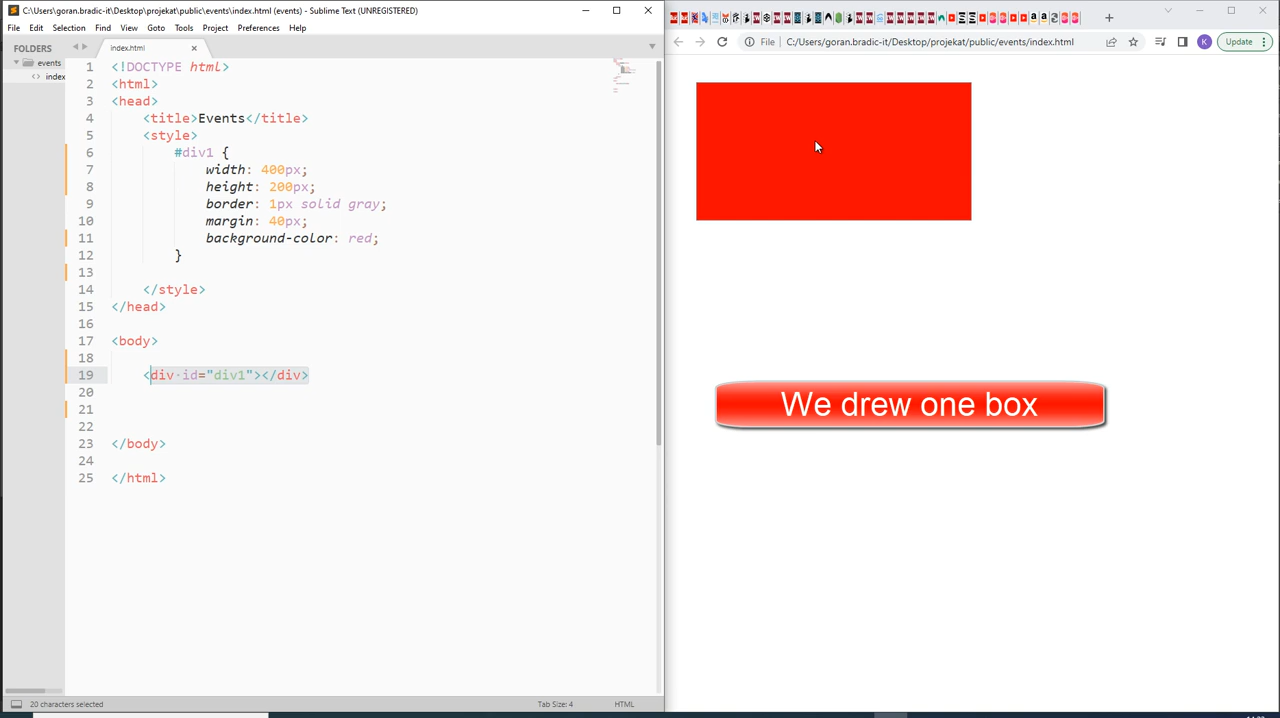 C:\Users\goran.bradic-it\Desktop\projekat\public\events\index.html (events) - Sublime Text (UNREGISTERED)
File Edit Selection Find View Goto Tools Project Preferences Help
FOLDERS
events
index
index.html
1 <!DOCTYPE html>
2 <html>
3 <head>
4 <title>Events</title>
5 <style>
6 #div1 {
7 width: 400px;
8 height: 200px;
9 border: 1px solid gray;
10 margin: 40px;
11 background-color: red;
12 }
13
14 </style>
15 </head>
16
17 <body>
18
19 <div id="div1"></div>
20
21
22
23 </body>
24
25 </html>
20 characters selected
Tab Size: 4
HTML
File
C:/Users/goran.bradic-it/Desktop/projekat/public/events/index.html
K
Update
We drew one box